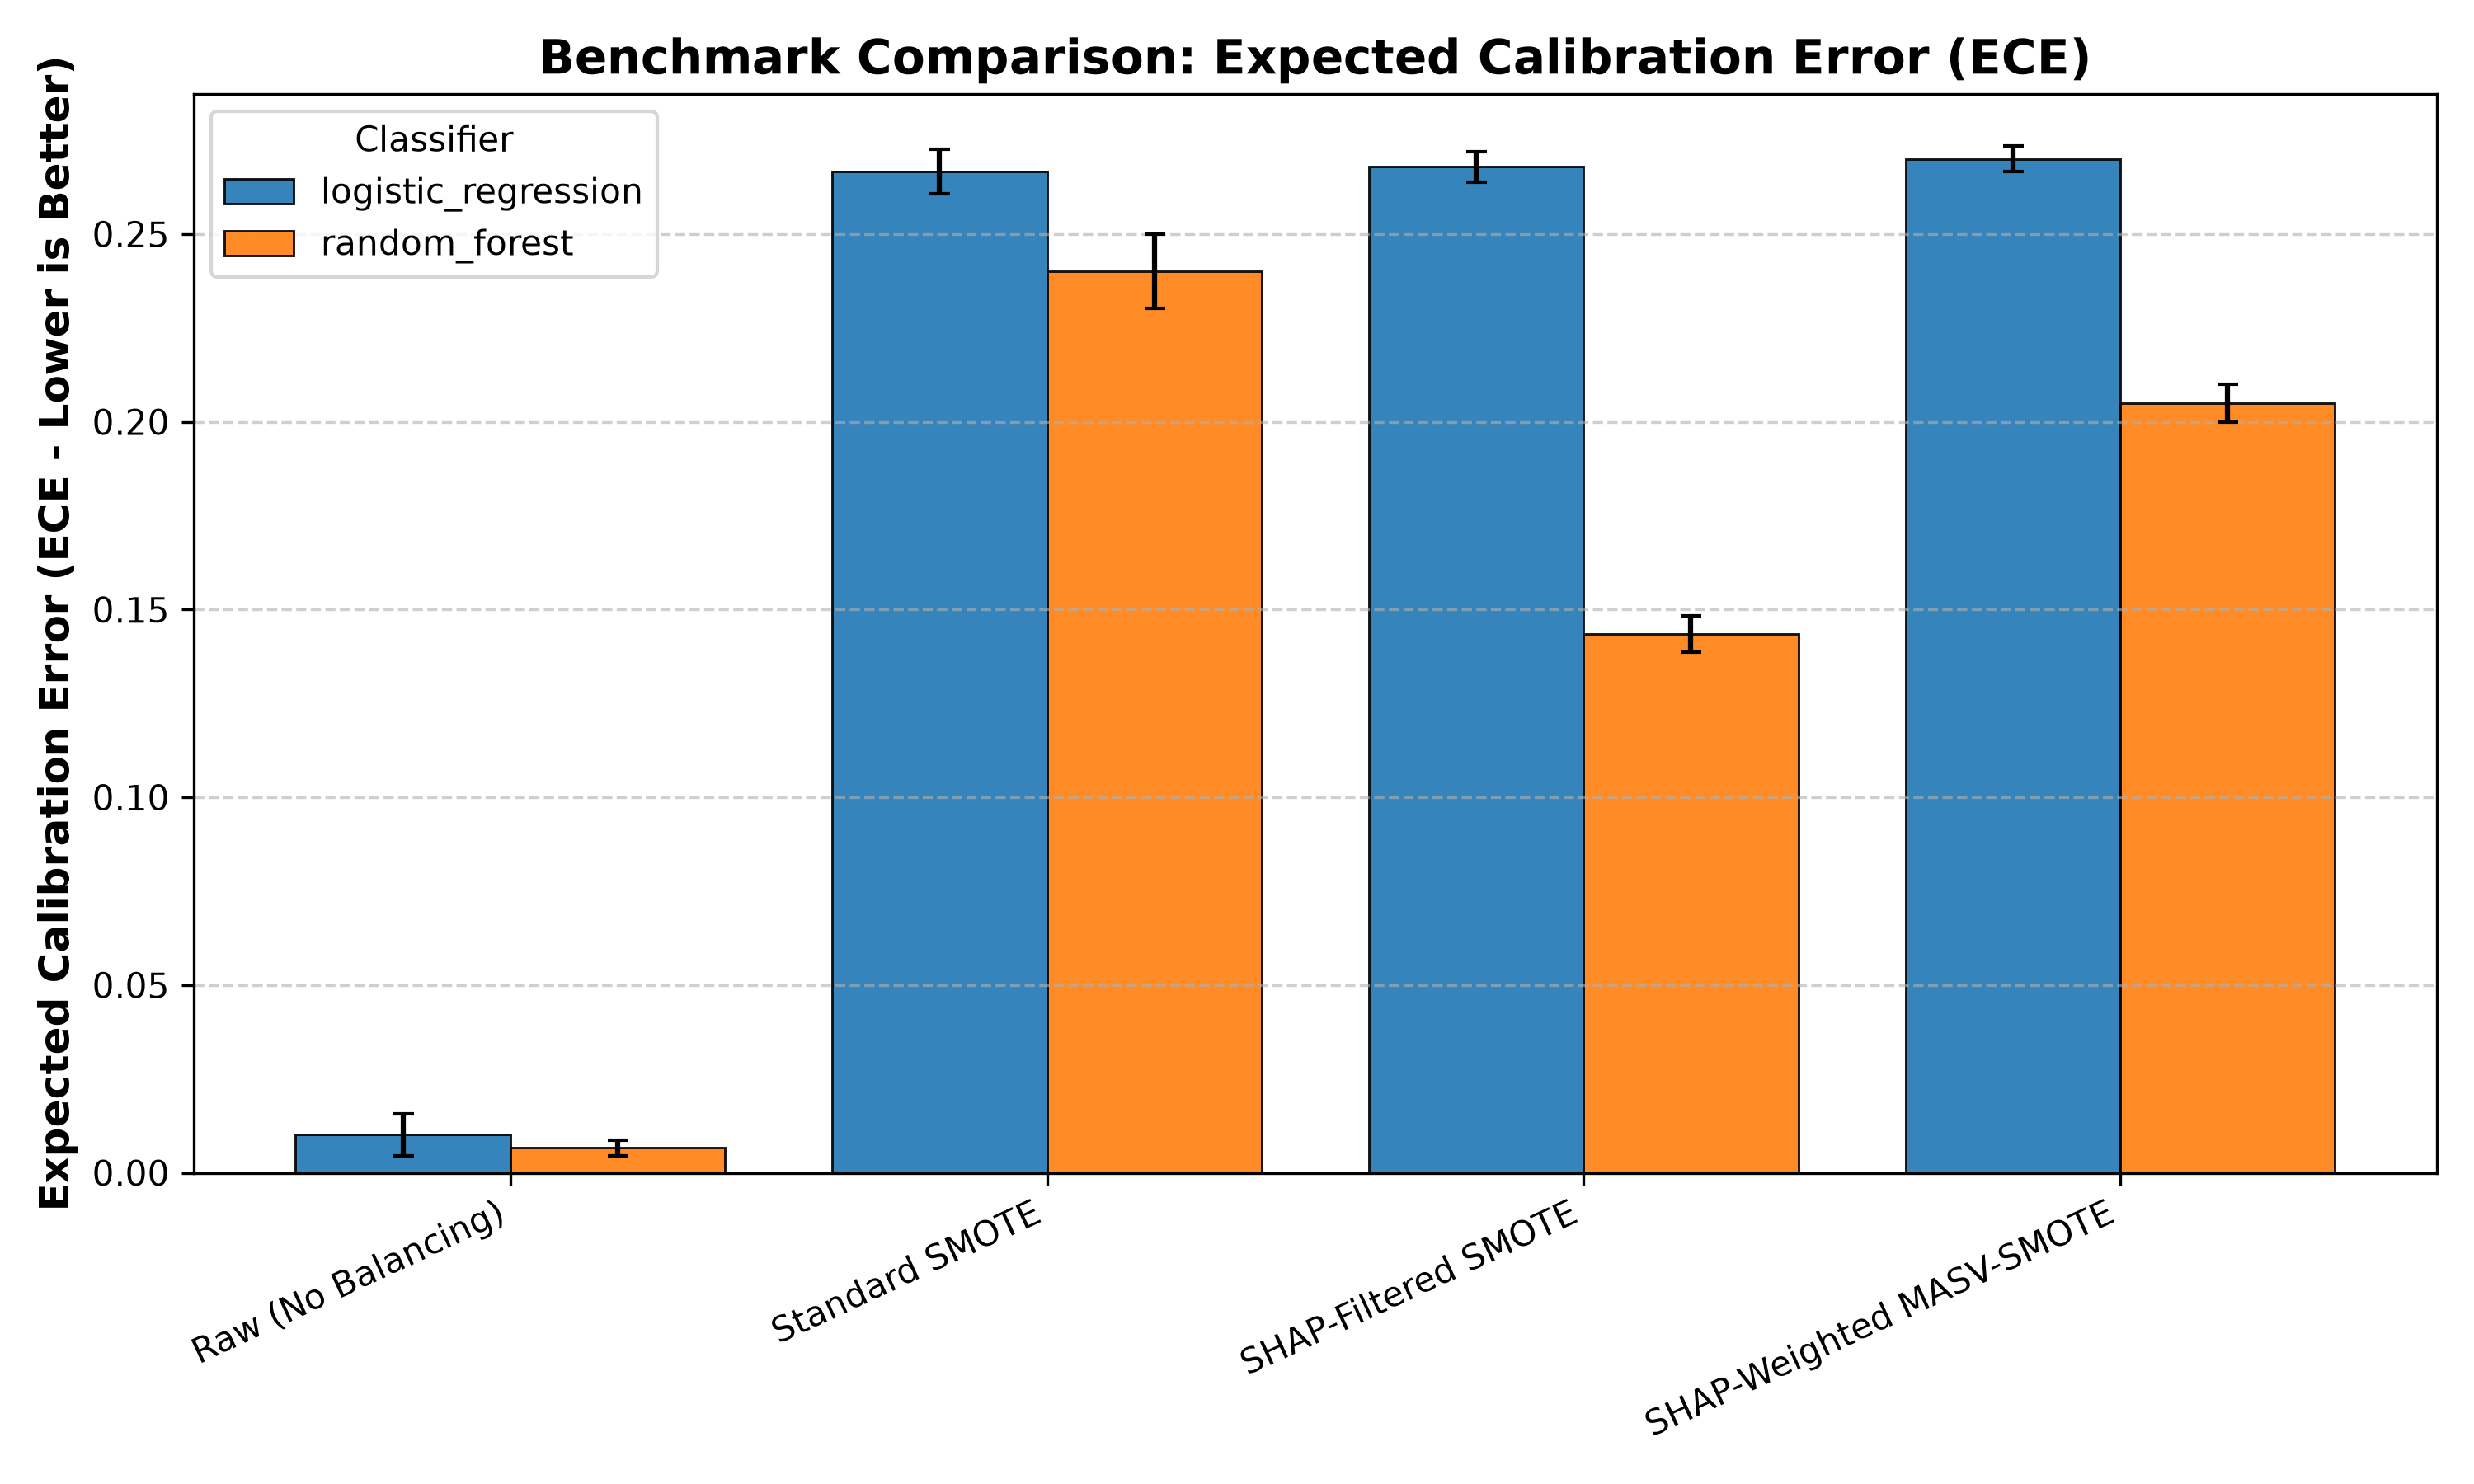 Benchmark Comparison: Expected Calibration Error (ECE)
Expected Calibration Error (ECE - Lower is Better)
Classifier
logistic_regression
random_forest
0.25
0.20
0.15
0.10
0.05
0.00
Raw (No Balancing)
Standard SMOTE
SHAP-Filtered SMOTE
SHAP-Weighted MASV-SMOTE